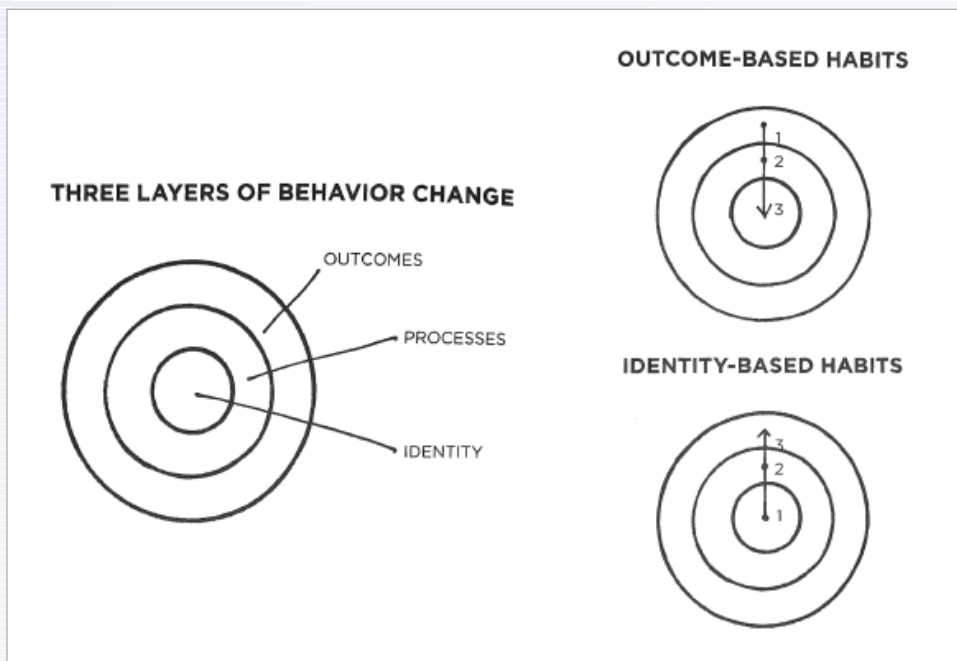 THREE LAYERS OF BEHAVIOR CHANGE
OUTCOMES
PROCESSES
IDENTITY
OUTCOME-BASED HABITS
1
2
3
IDENTITY-BASED HABITS
3
2
1